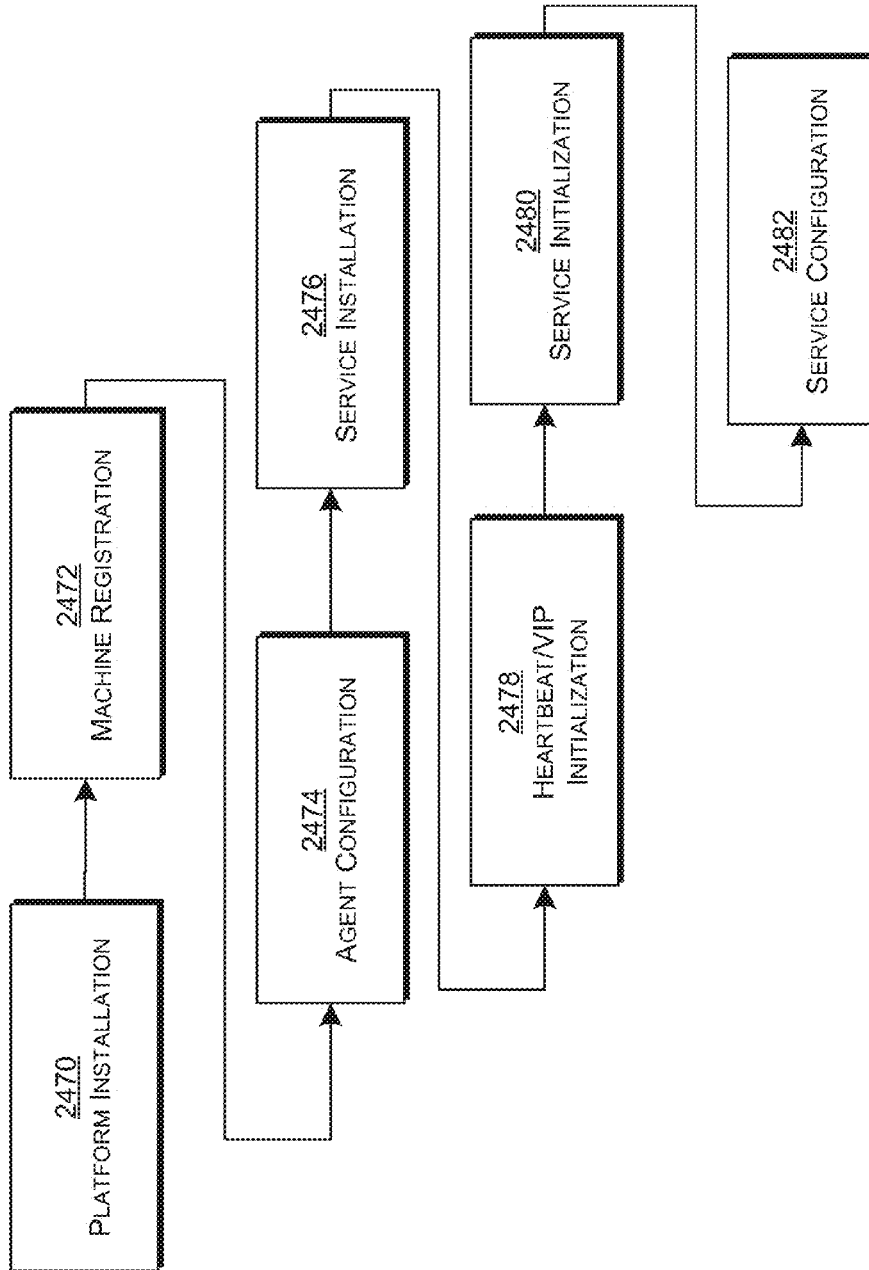 2470
PLATFORM INSTALLATION
2472
MACHINE REGISTRATION
2474
AGENT CONFIGURATION
2476
SERVICE INSTALLATION
2478
HEARTBEAT/VIP
INITIALIZATION
2480
SERVICE INITIALIZATION
2482
SERVICE CONFIGURATION